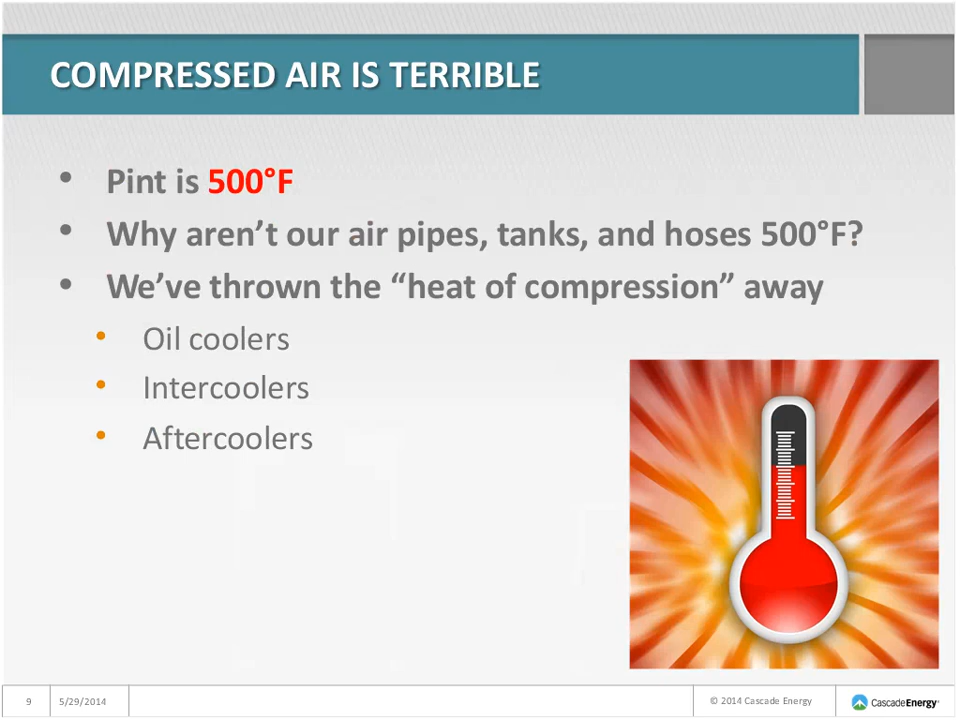 COMPRESSED AIR IS TERRIBLE
• Pint is 500°F
• Why aren’t our air pipes, tanks, and hoses 500°F?
• We’ve thrown the “heat of compression” away
• Oil coolers
• Intercoolers
• Aftercoolers
9 5/29/2014 © 2014 Cascade Energy CascadeEnergy